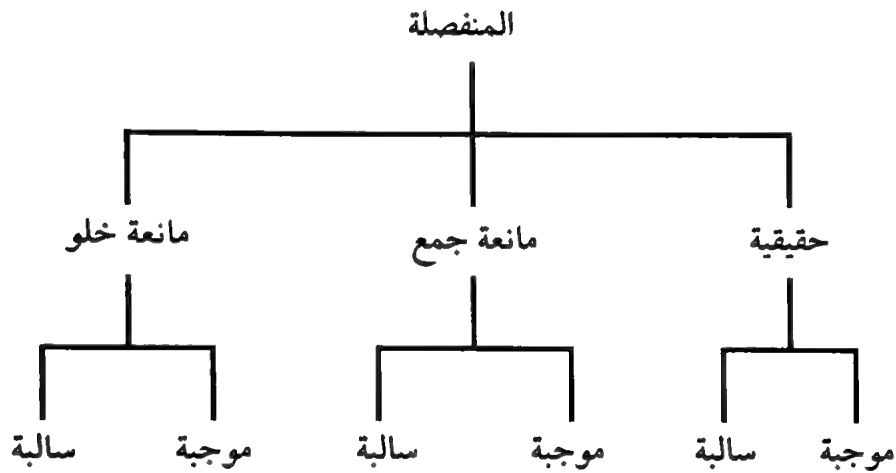 المنفصلة
حقيقية مانعة جمع مانعة خلو
موجبة سالبة موجبة سالبة موجبة سالبة